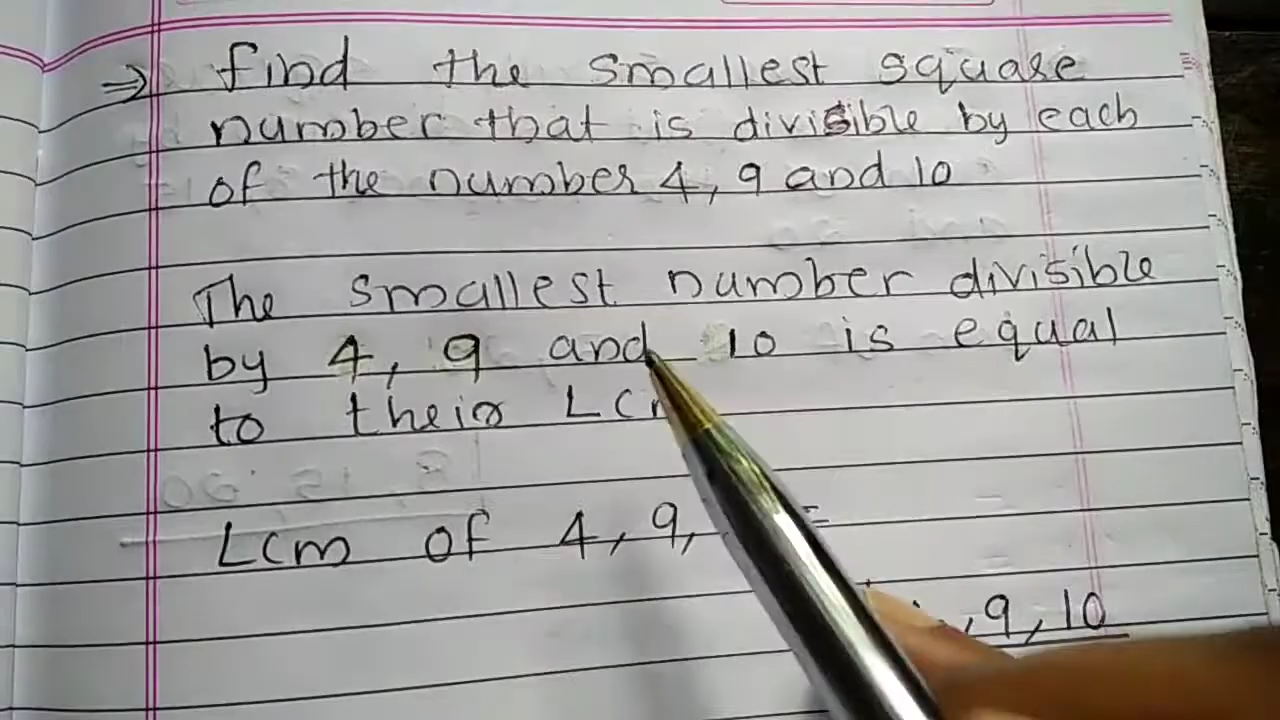 → find the smallest square
number that is divisible by each
of the number 4, 9 and 10
The smallest number divisible
by 4, 9 and 10 is equal
to their
Lcm of 4, 9, =
, 9, 10